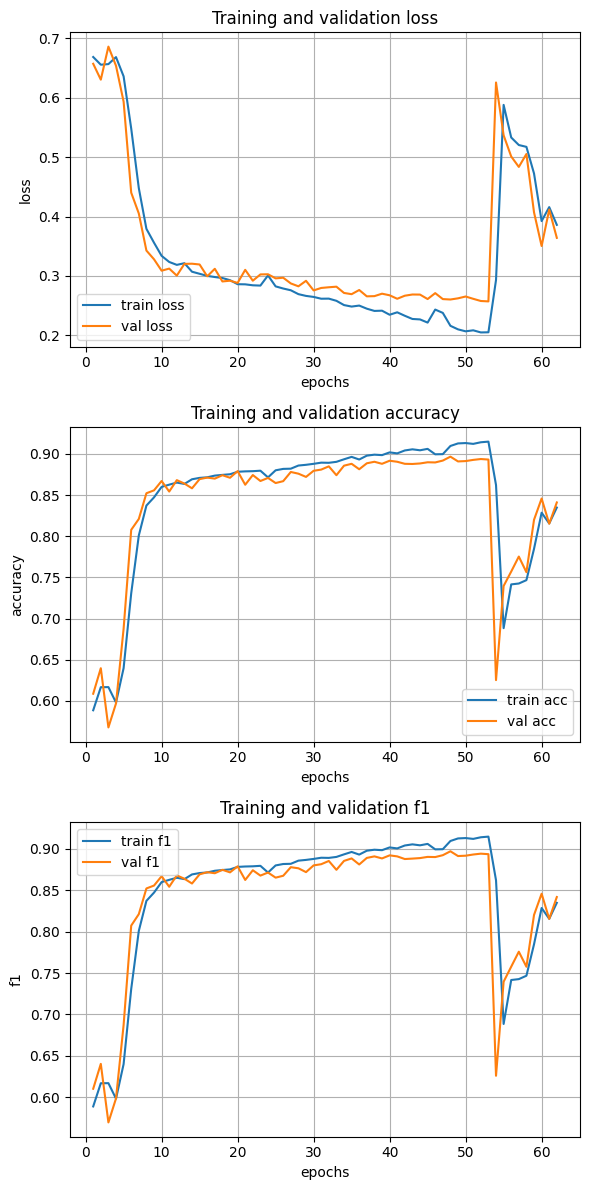 Training and validation loss
0.7
0.6
0.5
0.4
0.3
0.2
loss
train loss
val loss
0 10 20 30 40 50 60
epochs
Training and validation accuracy
0.90
0.85
0.80
0.75
0.70
0.65
0.60
accuracy
train acc
val acc
0 10 20 30 40 50 60
epochs
Training and validation f1
train f1
val f1
0.90
0.85
0.80
0.75
0.70
0.65
0.60
f1
0 10 20 30 40 50 60
epochs